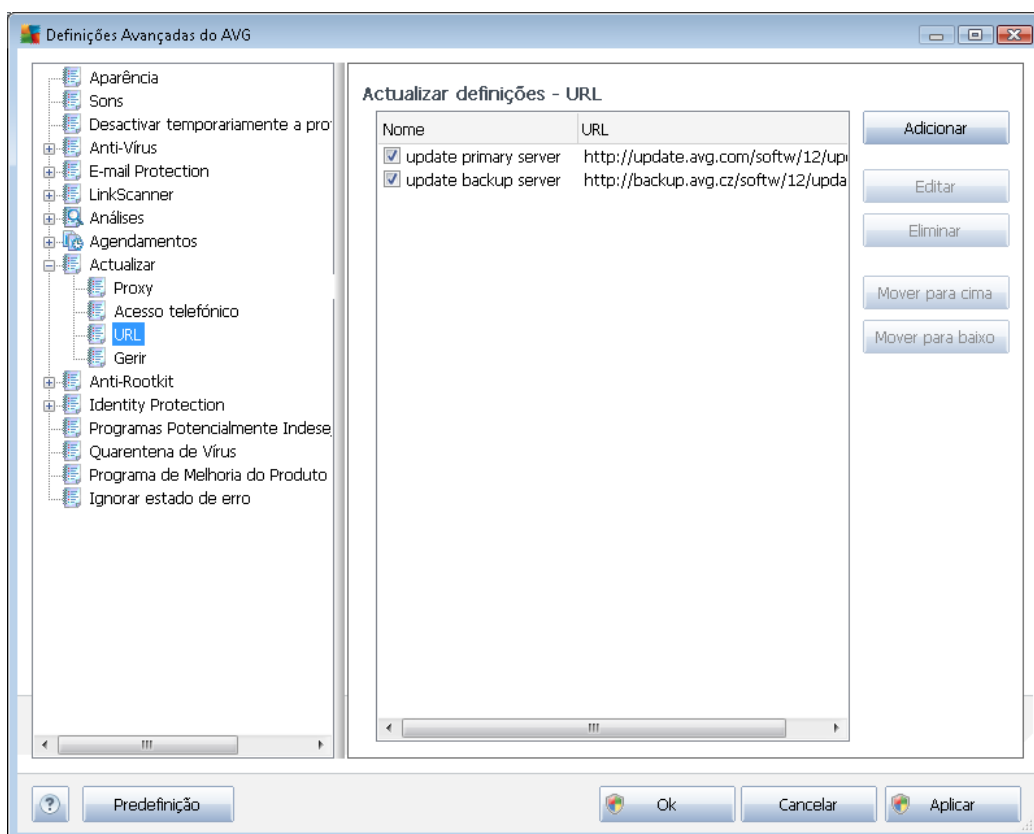 Definições Avançadas do AVG
Aparência
Sons
Desactivar temporariamente a pro
Anti-Vírus
E-mail Protection
LinkScanner
Análises
Agendamentos
Actualizar
Proxy
Acesso telefónico
URL
Gerir
Anti-Rootkit
Identity Protection
Programas Potencialmente Indese
Quarentena de Vírus
Programa de Melhoria do Produto
Ignorar estado de erro
Actualizar definições - URL
Nome URL
update primary server http://update.avg.com/softw/12/up
update backup server http://backup.avg.cz/softw/12/upda
Adicionar
Editar
Eliminar
Mover para cima
Mover para baixo
? Predefinição Ok Cancelar Aplicar